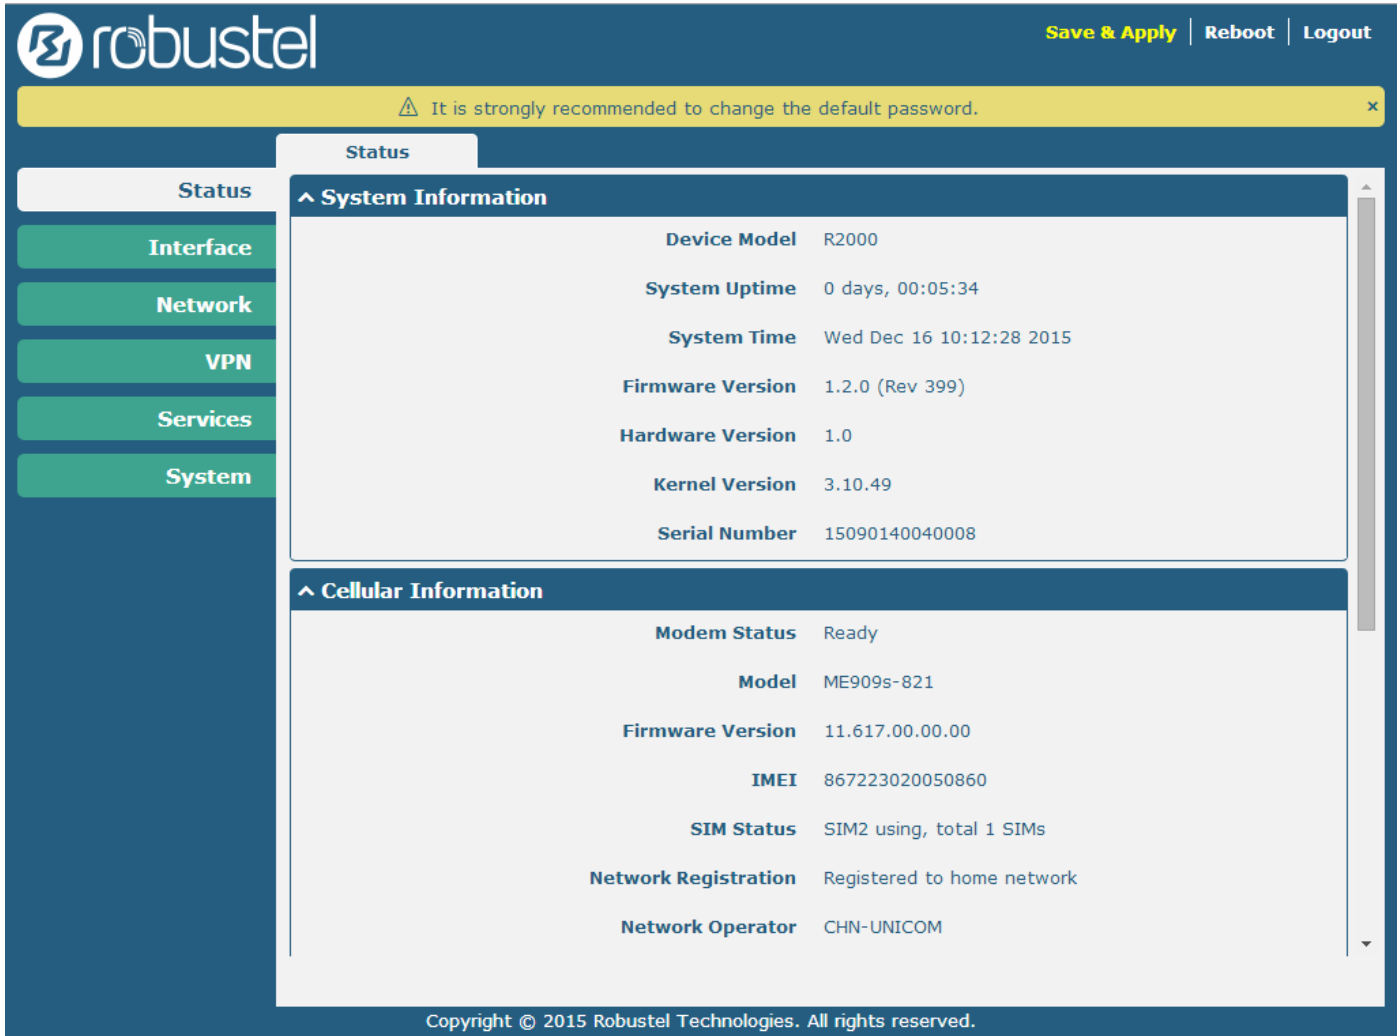 robustel
Save & Apply | Reboot | Logout
⚠ It is strongly recommended to change the default password. ×
Status
Status
Interface
Network
VPN
Services
System
System Information
Device Model R2000
System Uptime 0 days, 00:05:34
System Time Wed Dec 16 10:12:28 2015
Firmware Version 1.2.0 (Rev 399)
Hardware Version 1.0
Kernel Version 3.10.49
Serial Number 15090140040008
Cellular Information
Modem Status Ready
Model ME909s-821
Firmware Version 11.617.00.00.00
IMEI 867223020050860
SIM Status SIM2 using, total 1 SIMs
Network Registration Registered to home network
Network Operator CHN-UNICOM
Copyright © 2015 Robustel Technologies. All rights reserved.